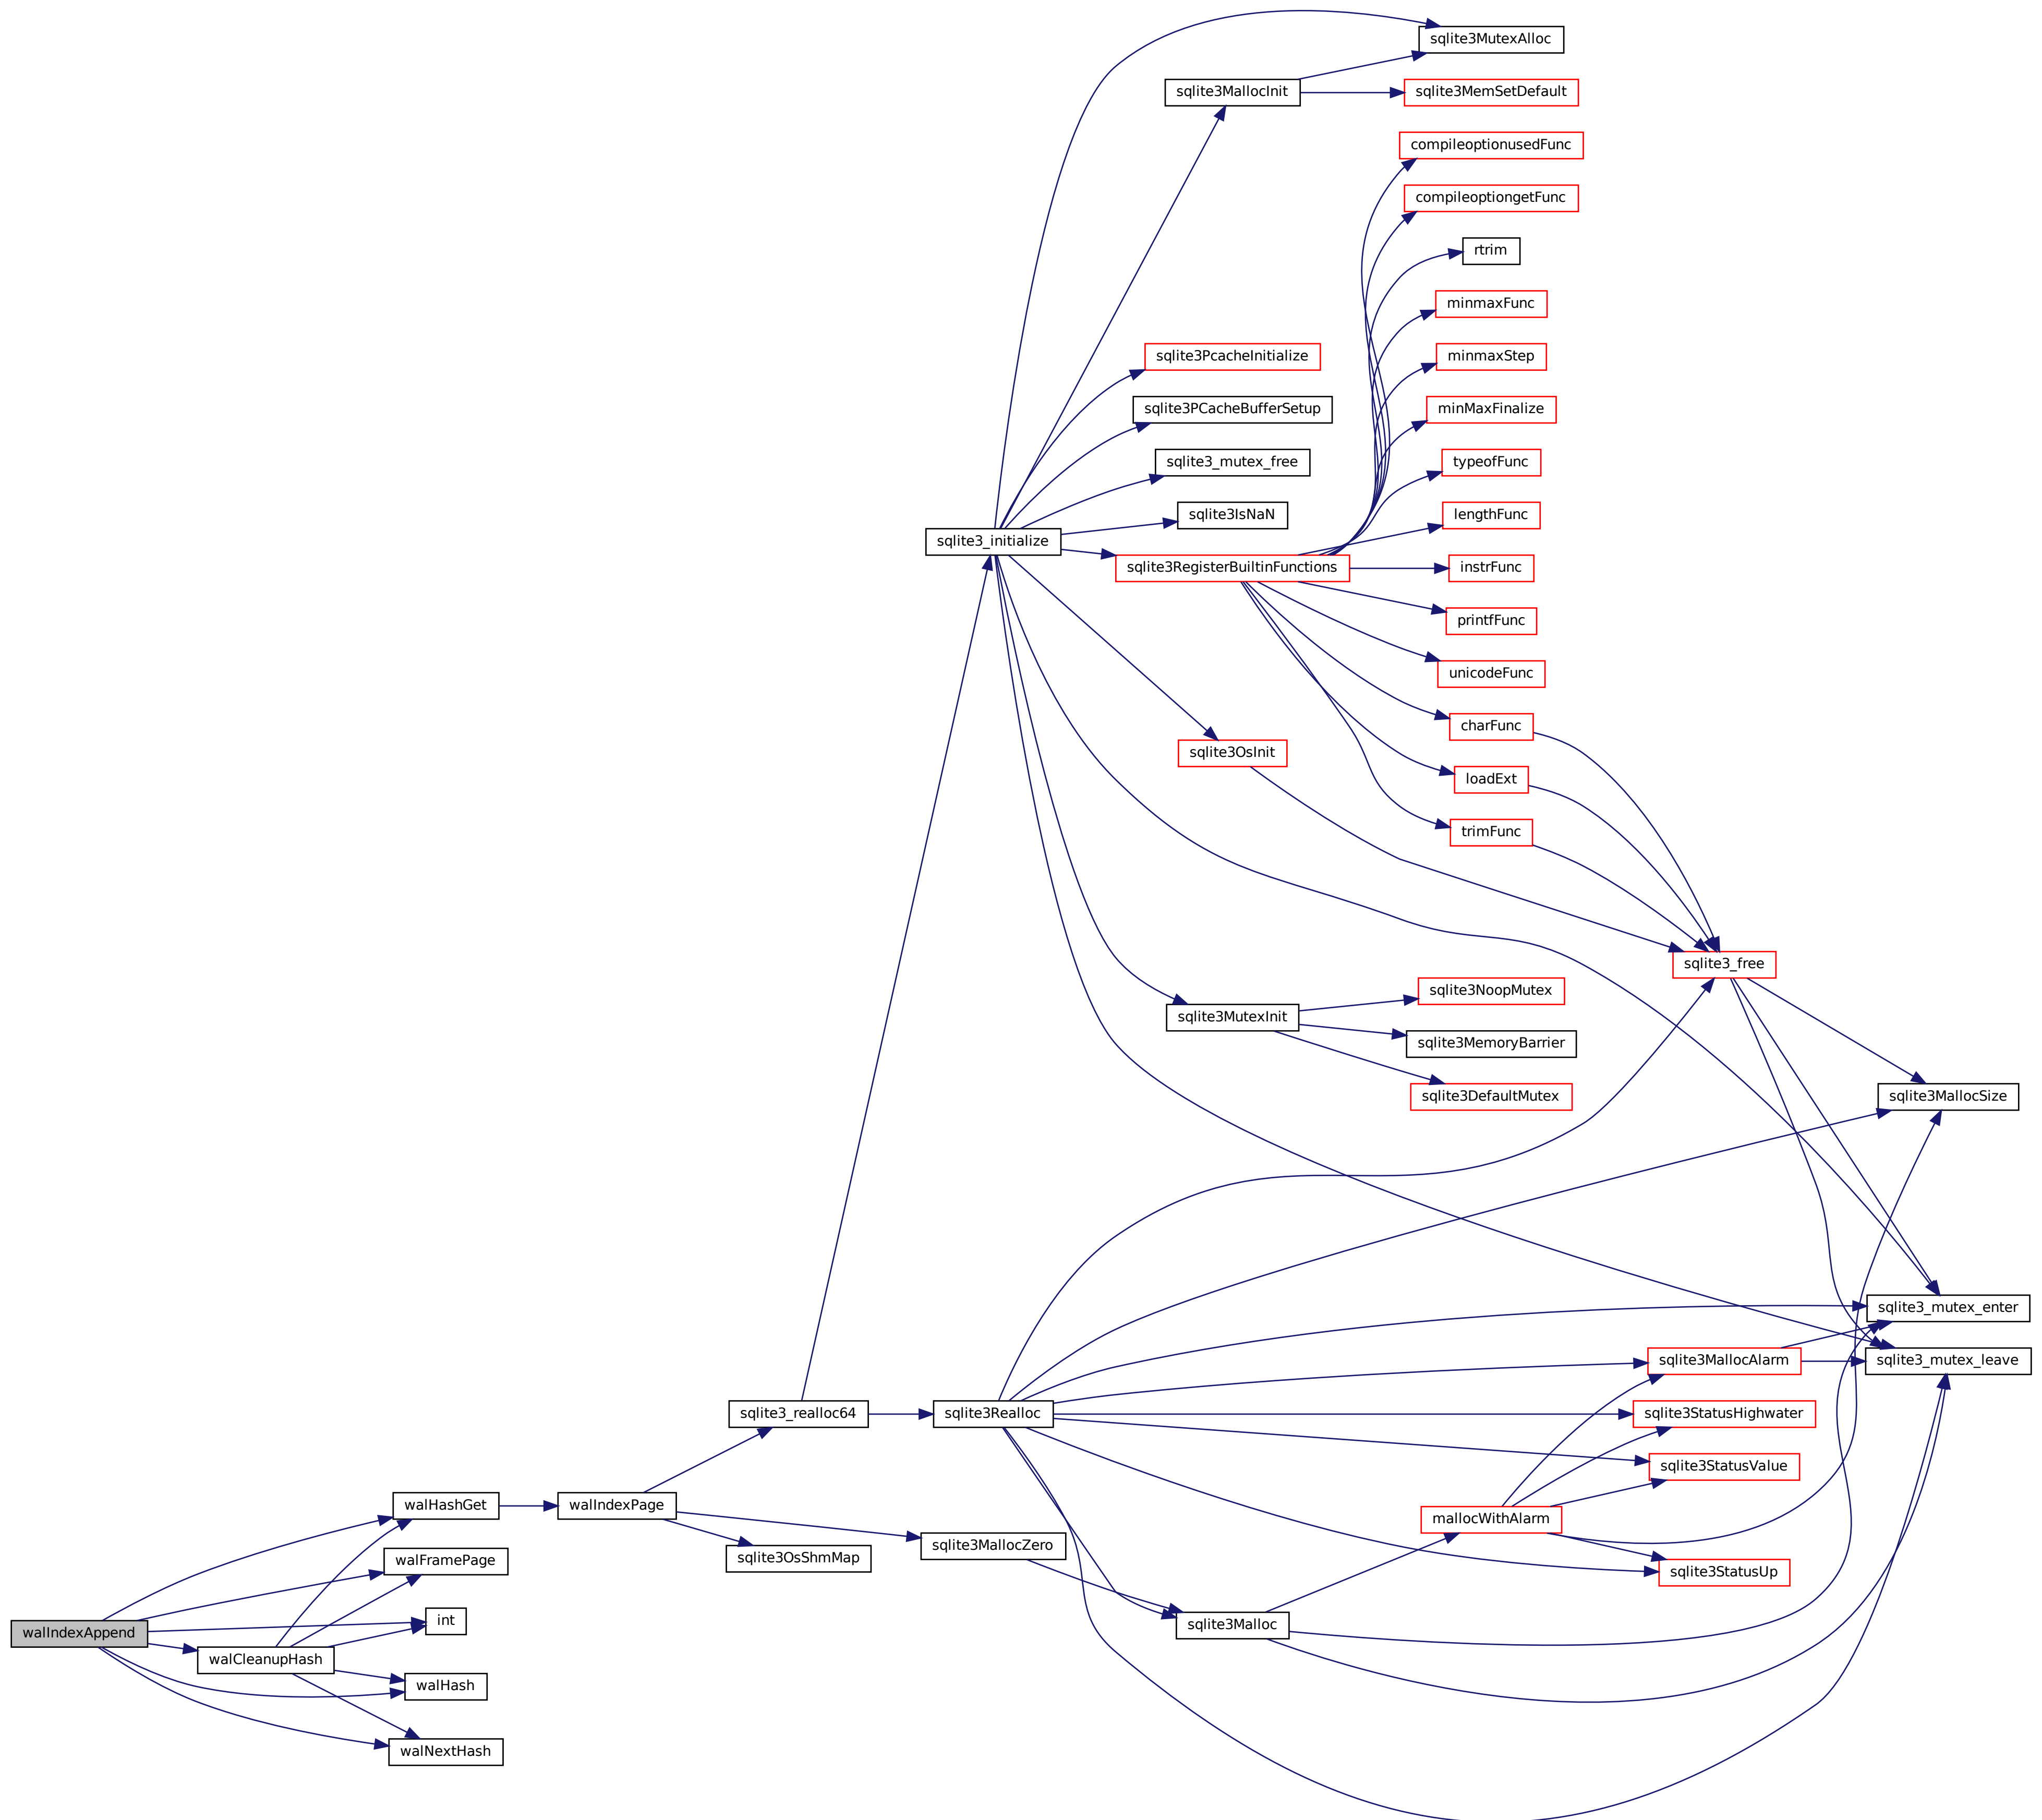 sqlite3MutexAlloc
sqlite3MallocInit
sqlite3MemSetDefault
compileoptionusedFunc
compileoptiongetFunc
rtrim
minmaxFunc
sqlite3PcacheInitialize
minmaxStep
sqlite3PCacheBufferSetup
minMaxFinalize
sqlite3_mutex_free
typeofFunc
sqlite3IsNaN
lengthFunc
sqlite3_initialize
sqlite3RegisterBuiltinFunctions
instrFunc
printfFunc
unicodeFunc
charFunc
sqlite3OsInit
loadExt
trimFunc
sqlite3_free
sqlite3NoopMutex
sqlite3MutexInit
sqlite3MemoryBarrier
sqlite3DefaultMutex
sqlite3MallocSize
sqlite3_mutex_enter
sqlite3MallocAlarm
sqlite3_mutex_leave
sqlite3_realloc64
sqlite3Realloc
sqlite3StatusHighwater
sqlite3StatusValue
walHashGet
walIndexPage
mallocWithAlarm
sqlite3MallocZero
sqlite3OsShmMap
walFramePage
sqlite3StatusUp
int
sqlite3Malloc
walIndexAppend
walCleanupHash
walHash
walNextHash